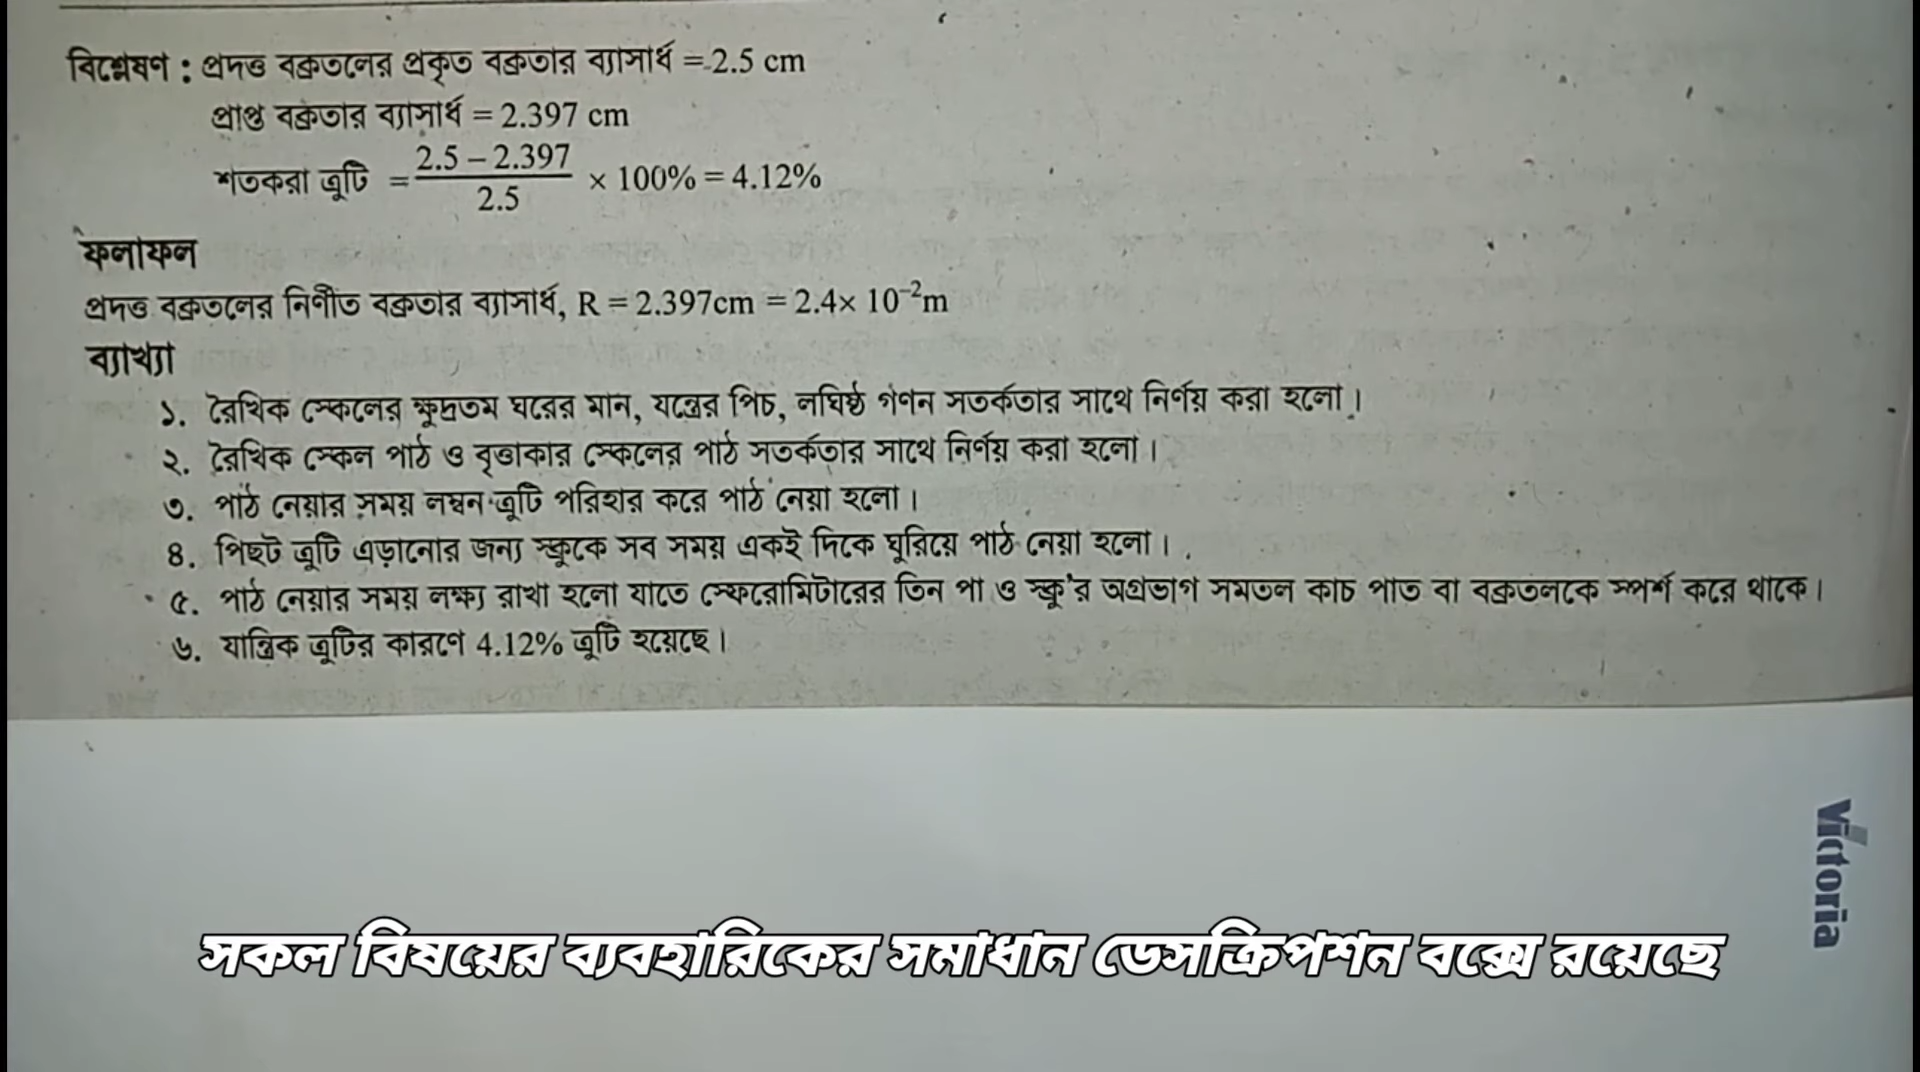 বিশ্লেষণ : প্রদত্ত বক্রতলের প্রকৃত বক্রতার ব্যাসার্ধ = 2.5 cm
প্রাপ্ত বক্রতার ব্যাসার্ধ = 2.397 cm
শতকরা ত্রুটি = \frac{2.5 – 2.397}{2.5} × 100% = 4.12%
ফলাফল
প্রদত্ত বক্রতলের নির্ণীত বক্রতার ব্যাসার্ধ, R = 2.397cm = 2.4× 10⁻²m
ব্যাখ্যা
১. রৈখিক স্কেলের ক্ষুদ্রতম ঘরের মান, যন্ত্রের পিচ, লঘিষ্ঠ গণন সতর্কতার সাথে নির্ণয় করা হলো।
২. রৈখিক স্কেল পাঠ ও বৃত্তাকার স্কেলের পাঠ সতর্কতার সাথে নির্ণয় করা হলো।
৩. পাঠ নেয়ার সময় লম্বন ত্রুটি পরিহার করে পাঠ নেয়া হলো।
৪. পিছট ত্রুটি এড়ানোর জন্য স্ক্রুকে সব সময় একই দিকে ঘুরিয়ে পাঠ নেয়া হলো।
৫. পাঠ নেয়ার সময় লক্ষ্য রাখা হলো যাতে স্ফেরোমিটারের তিন পা ও স্ক্রু'র অগ্রভাগ সমতল কাচ পাত বা বক্রতলকে স্পর্শ করে থাকে।
৬. যান্ত্রিক ত্রুটির কারণে 4.12% ত্রুটি হয়েছে।
Victoria
সকল বিষয়ের ব্যবহারিকের সমাধান ডেসক্রিপশন বক্সে রয়েছে